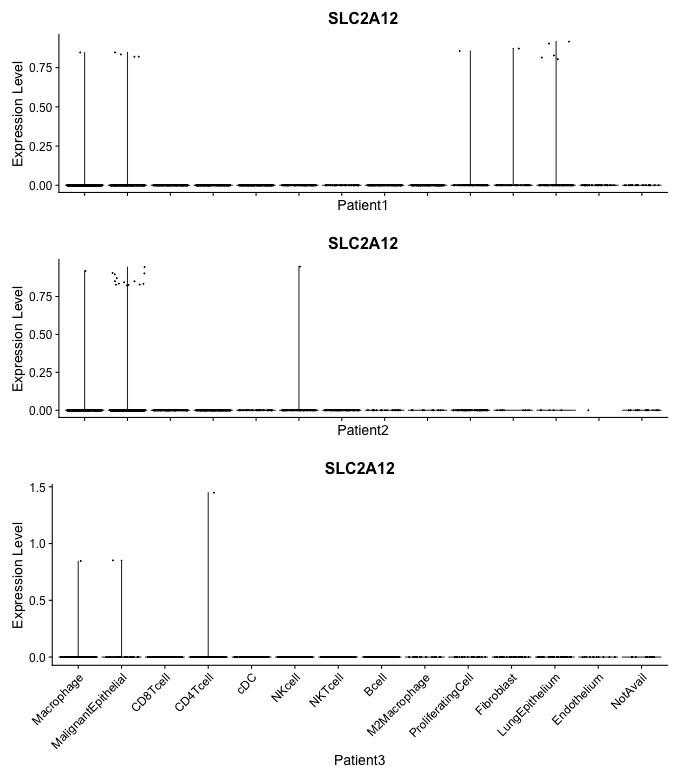 SLC2A12
Expression Level
0.75
0.50
0.25
0.00
Patient1
SLC2A12
Expression Level
0.75
0.50
0.25
0.00
Patient2
SLC2A12
Expression Level
1.5
1.0
0.5
0.0
Macrophage
MalignantEpithelial
CD8Tcell
CD4Tcell
cDC
NKcell
NKTcell
Bcell
M2Macrophage
ProliferatingCell
Fibroblast
LungEpithelium
Endothelium
NotAvail
Patient3